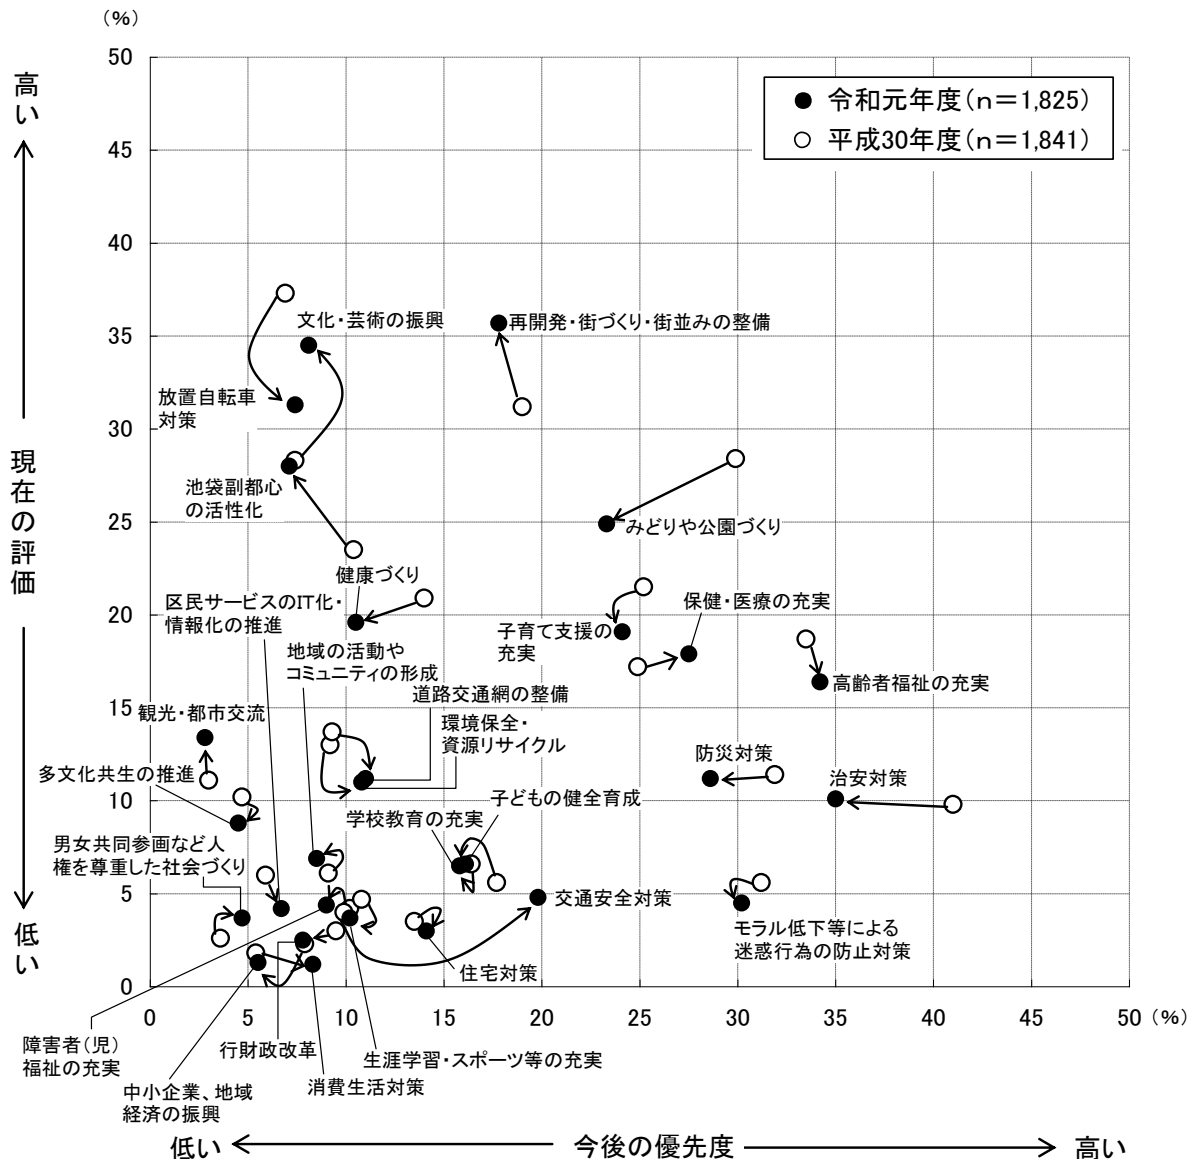 （%）
50
45
40
35
30
25
20
15
10
5
0
高い
現在の評価
低い
● 令和元年度（ｎ＝1,825）
○ 平成30年度（ｎ＝1,841）
文化・芸術の振興
再開発・街づくり・街並みの整備
放置自転車
対策
池袋副都心
の活性化
みどりや公園づくり
健康づくり
区民サービスのIT化・
情報化の推進
保健・医療の充実
子育て支援の
充実
地域の活動や
コミュニティの形成
高齢者福祉の充実
道路交通網の整備
観光・都市交流
環境保全・
資源リサイクル
防災対策
多文化共生の推進
治安対策
子どもの健全育成
学校教育の充実
男女共同参画など人
権を尊重した社会づくり
交通安全対策
モラル低下等による
迷惑行為の防止対策
住宅対策
0 5 10 15 20 25 30 35 40 45 50 （%）
障害者（児）
福祉の充実
行財政改革
生涯学習・スポーツ等の充実
消費生活対策
中小企業、地域
経済の振興
低い 今後の優先度 高い